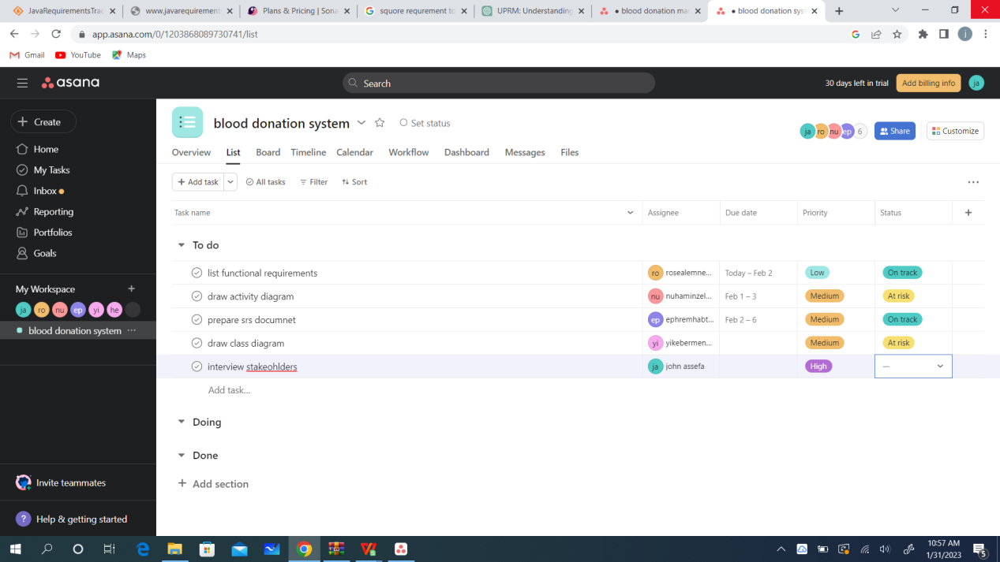 JavaRequirementsTrac
www.javarequirement
Plans & Pricing | Sona
squore requrement to
UPRM: Understanding
• blood donation ma
• blood donation sys
app.asana.com/0/1203868089730741/list
j
Gmail
YouTube
Maps
asana
Search
30 days left in trial
Add billing info
ja
Create
blood donation system
Set status
ja ro nu ep 6
Share
Customize
Home
My Tasks
Inbox
Reporting
Portfolios
Goals
Overview List Board Timeline Calendar Workflow Dashboard Messages Files
Add task
All tasks
Filter
Sort
Task name Assignee Due date Priority Status
To do
list functional requirements ro rosealemne... Today – Feb 2 Low On track
draw activity diagram nu nuhaminzel... Feb 1 – 3 Medium At risk
prepare srs documnet ep ephremhabt... Feb 2 – 6 Medium On track
draw class diagram yi yikebermen... Medium At risk
interview stakeohlders ja john assefa High —
Add task...
Doing
Done
Add section
My Workspace
ja ro nu ep yi he
blood donation system
Invite teammates
? Help & getting started
10:57 AM
1/31/2023
5